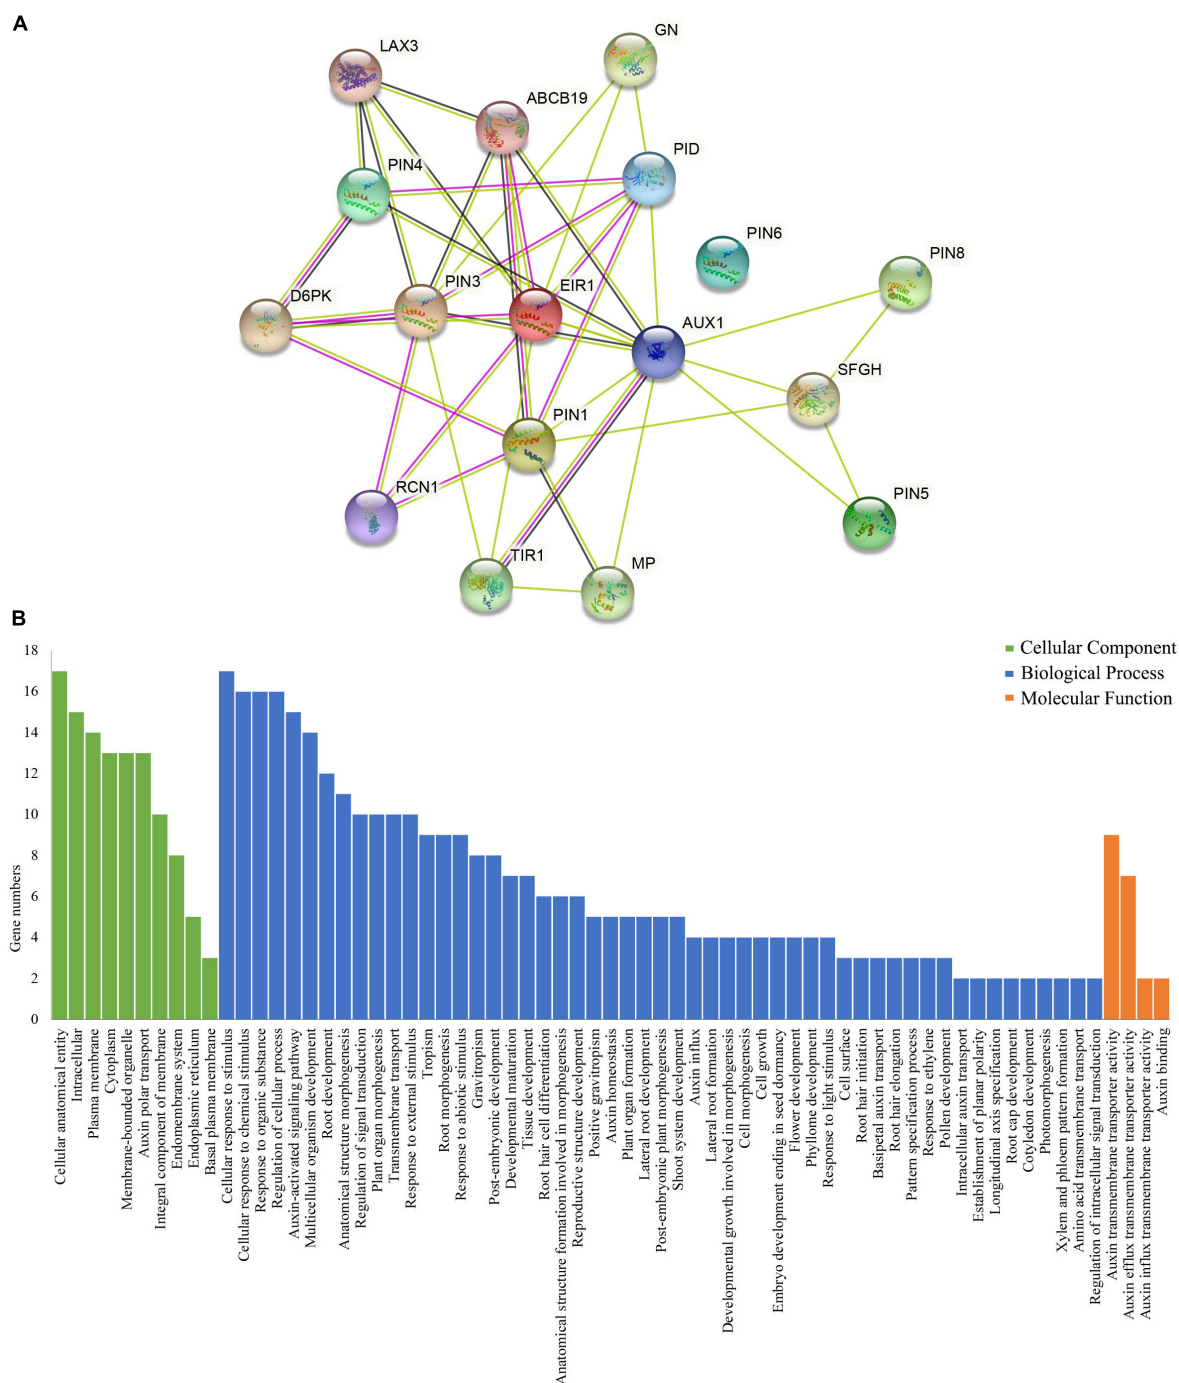 A
LAX3
GN
ABCB19
PIN4
PID
PIN6
PIN8
D6PK
PIN3
EIR1
AUX1
SFGH
PIN1
RCN1
PIN5
TIR1
MP
B
Cellular Component
Biological Process
Molecular Function
Gene numbers
18
16
14
12
10
8
6
4
2
0
Cellular anatomical entity
Intracellular
Plasma membrane
Cytoplasm
Membrane-bounded organelle
Auxin polar transport
Integral component of membrane
Endomembrane system
Endoplasmic reticulum
Basal plasma membrane
Cellular response to stimulus
Cellular response to chemical stimulus
Response to organic substance
Regulation of cellular process
Auxin-activated signaling pathway
Multicellular organism development
Root development
Anatomical structure morphogenesis
Regulation of signal transduction
Plant organ morphogenesis
Transmembrane transport
Response to external stimulus
Tropism
Root morphogenesis
Response to abiotic stimulus
Gravitropism
Post-embryonic development
Developmental maturation
Tissue development
Root hair cell differentiation
Anatomical structure formation involved in morphogenesis
Reproductive structure development
Positive gravitropism
Auxin homeostasis
Plant organ formation
Lateral root development
Post-embryonic plant morphogenesis
Shoot system development
Auxin influx
Lateral root formation
Developmental growth involved in morphogenesis
Cell morphogenesis
Cell growth
Embryo development ending in seed dormancy
Flower development
Phyllome development
Response to light stimulus
Cell surface
Root hair initiation
Basipetal auxin transport
Root hair elongation
Pattern specification process
Response to ethylene
Pollen development
Intracellular auxin transport
Establishment of planar polarity
Longitudinal axis specification
Root cap development
Cotyledon development
Photomorphogenesis
Xylem and phloem pattern formation
Amino acid transmembrane transport
Regulation of intracellular signal transduction
Auxin transmembrane transporter activity
Auxin efflux transmembrane transporter activity
Auxin influx transmembrane transporter activity
Auxin binding